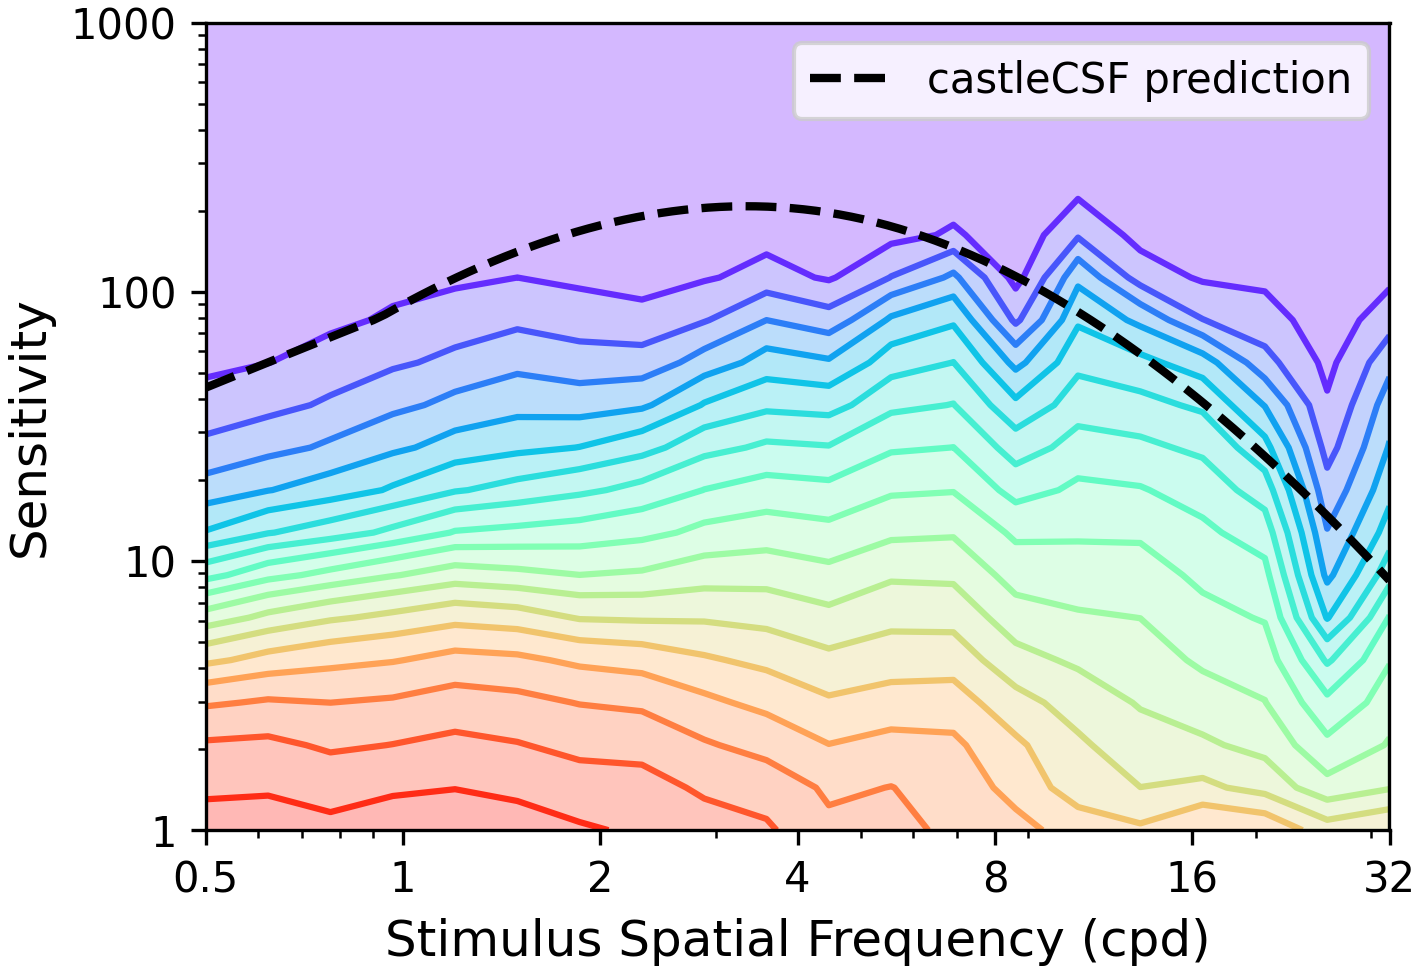 1000
100
10
1
Sensitivity
castleCSF prediction
0.5 1 2 4 8 16 32
Stimulus Spatial Frequency (cpd)